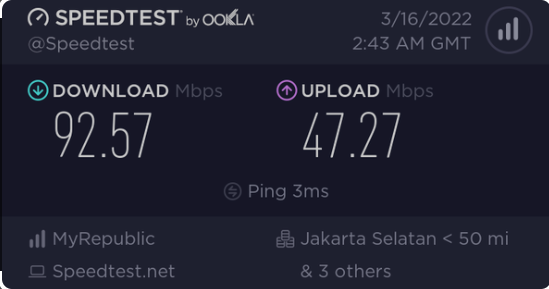 SPEEDTEST® by OOKLA®
3/16/2022
@Speedtest
2:43 AM GMT
DOWNLOAD Mbps
92.57
UPLOAD Mbps
47.27
Ping 3ms
MyRepublic
Speedtest.net
Jakarta Selatan < 50 mi
& 3 others